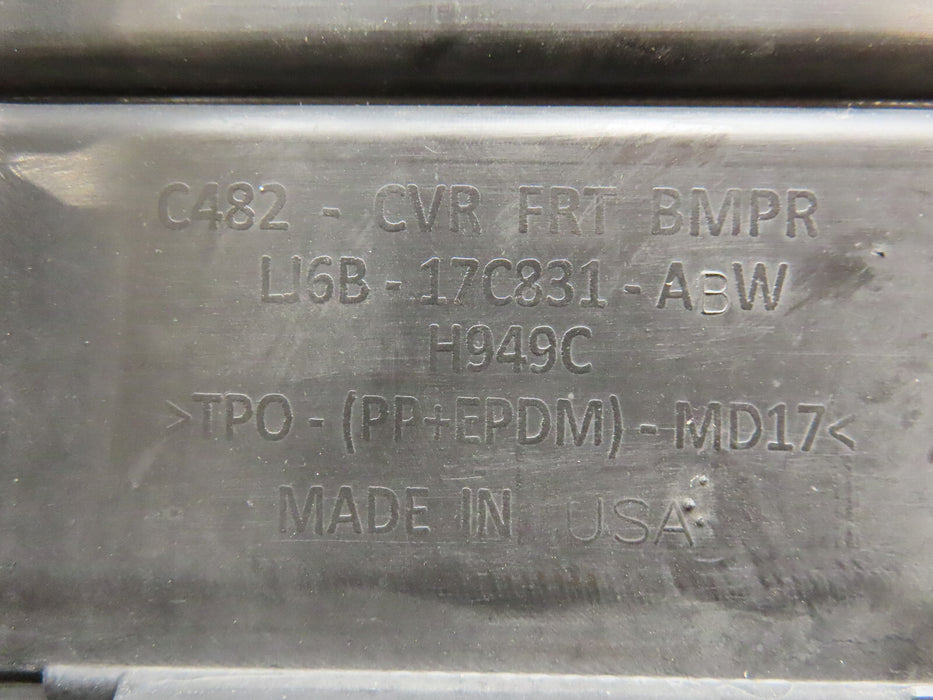 C482 - CVR FRT BMPR
LJ6B - 17C831 - ABW
H949C
>TPO - (PP+EPDM) - MD17<
MADE IN USA